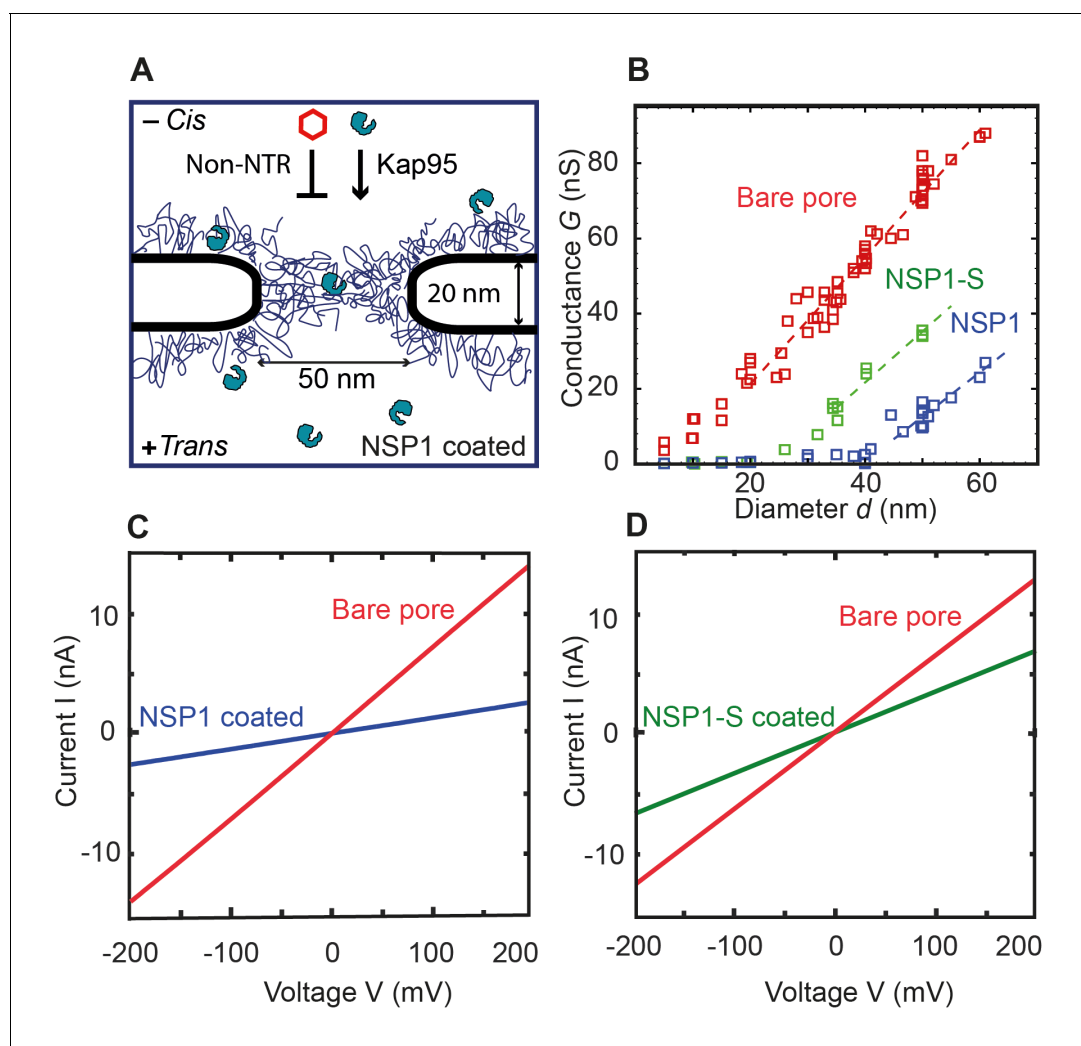 A
– Cis
Non-NTR
Kap95
20 nm
50 nm
+Trans
NSP1 coated
B
Conductance G (nS)
80
60
40
20
0
Bare pore
NSP1-S
NSP1
20
40
60
Diameter d (nm)
C
Current I (nA)
10
0
-10
Bare pore
NSP1 coated
-200
-100
0
100
200
Voltage V (mV)
D
Current I (nA)
10
0
-10
Bare pore
NSP1-S coated
-200
-100
0
100
200
Voltage V (mV)